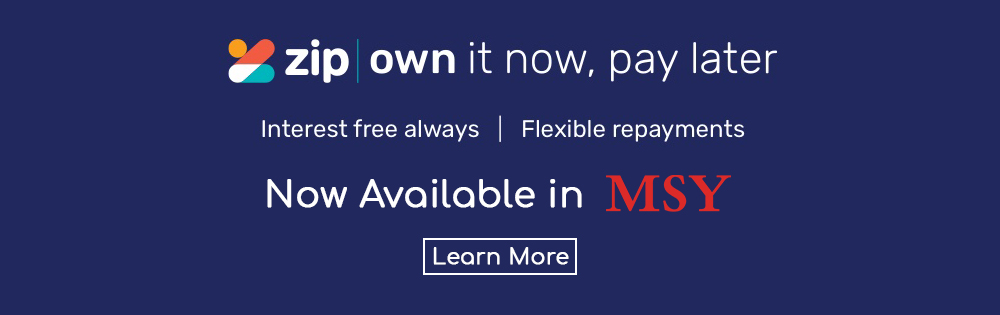 zip | own it now, pay later
Interest free always | Flexible repayments
Now Available in MSY
Learn More